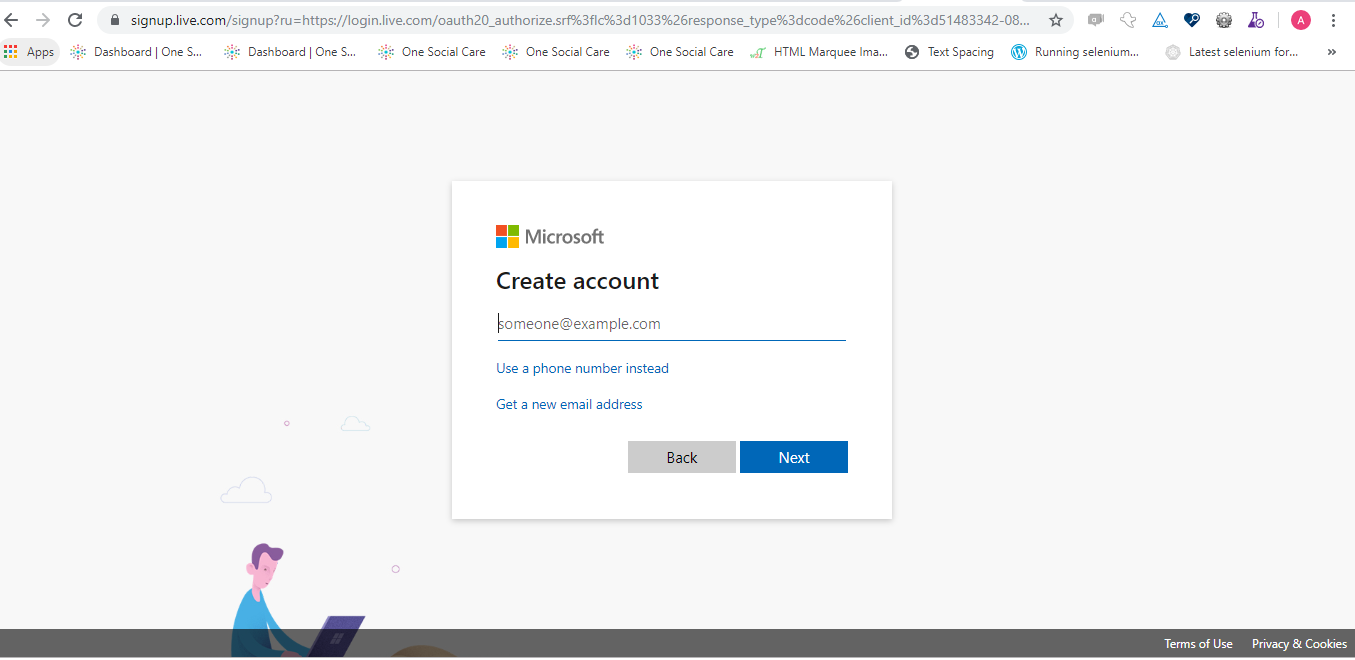 signup.live.com/signup?ru=https://login.live.com/oauth20_authorize.srf%3flc%3d1033%26response_type%3dcode%26client_id%3d51483342-08...
A
Apps Dashboard | One S... Dashboard | One S... One Social Care One Social Care One Social Care HTML Marquee Ima... Text Spacing Running selenium... Latest selenium for... »
Microsoft
Create account
someone@example.com
Use a phone number instead
Get a new email address
Back Next
Terms of Use Privacy & Cookies